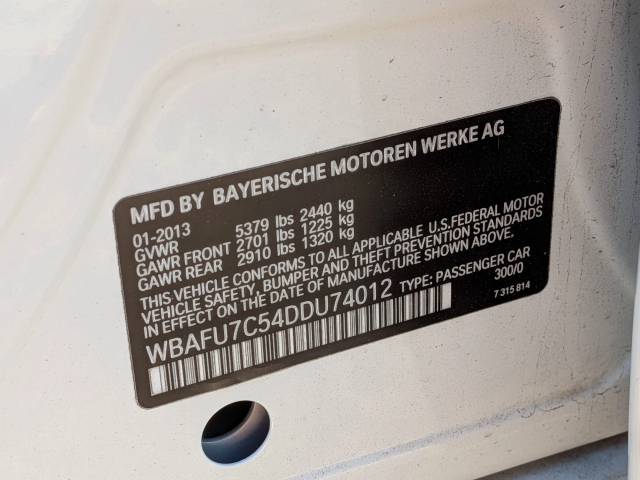 MFD BY BAYERISCHE MOTOREN WERKE AG
01-2013
GVWR 5379 lbs 2440 kg
GAWR FRONT 2701 lbs 1225 kg
GAWR REAR 2910 lbs 1320 kg
THIS VEHICLE CONFORMS TO ALL APPLICABLE U.S.FEDERAL MOTOR
VEHICLE SAFETY, BUMPER AND THEFT PREVENTION STANDARDS
IN EFFECT ON THE DATE OF MANUFACTURE SHOWN ABOVE.
WBAFU7C54DDU74012 TYPE: PASSENGER CAR
300/0
7 315 814